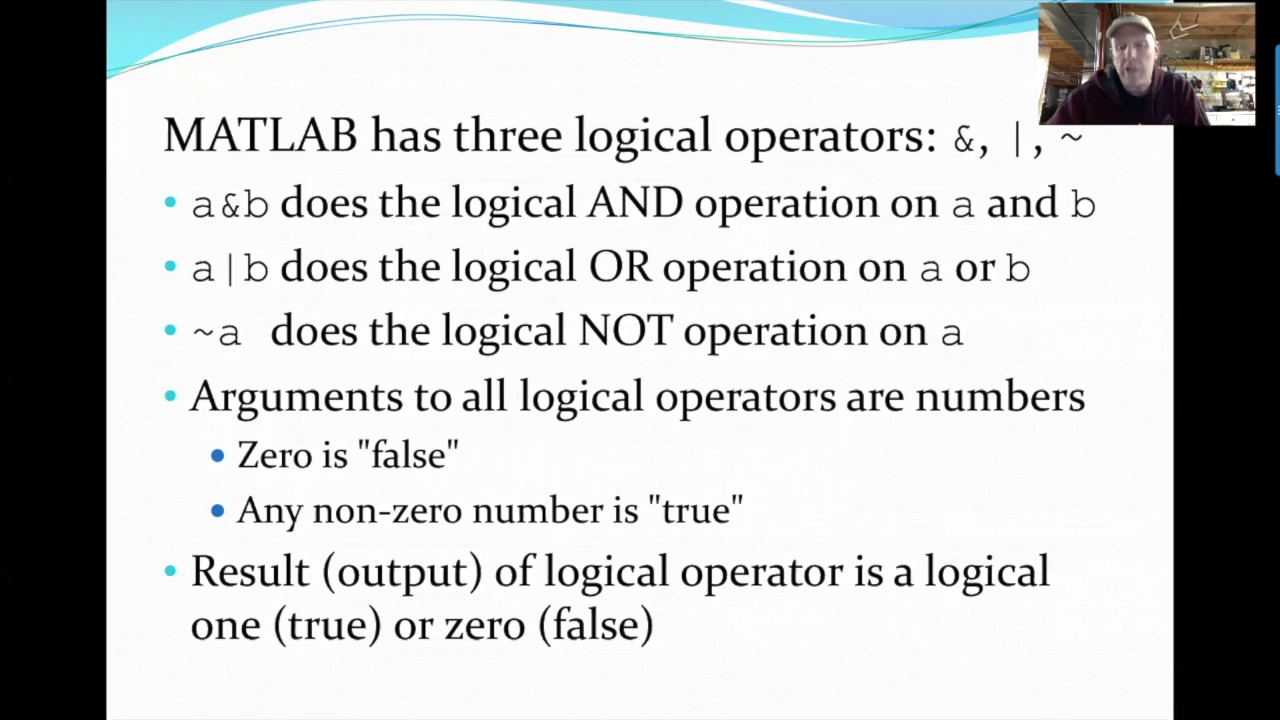 MATLAB has three logical operators: &, |, ~
• a&b does the logical AND operation on a and b
• a|b does the logical OR operation on a or b
• ~a does the logical NOT operation on a
• Arguments to all logical operators are numbers
• Zero is "false"
• Any non-zero number is "true"
• Result (output) of logical operator is a logical
one (true) or zero (false)